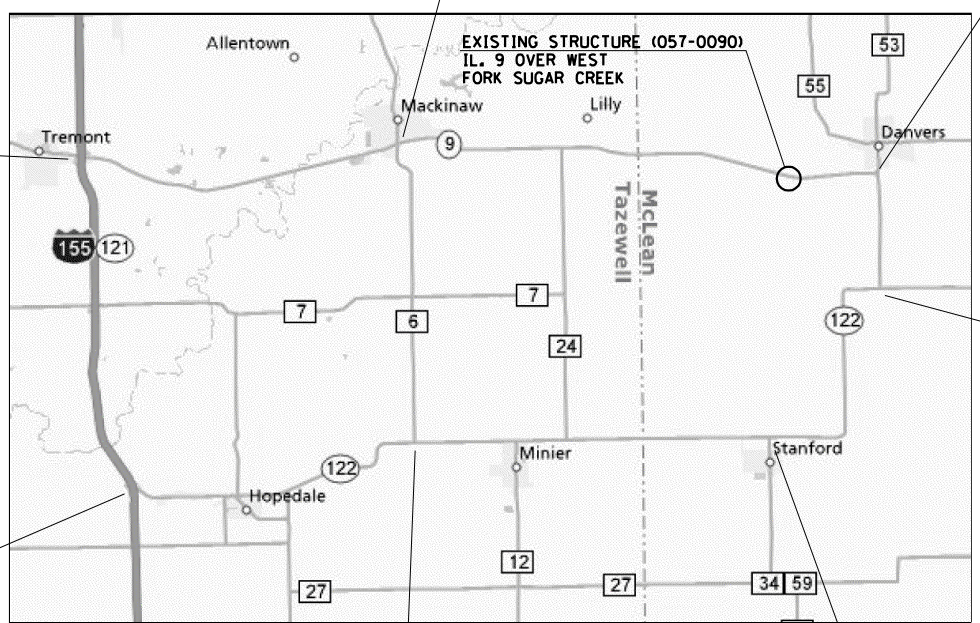 Allentown
EXISTING STRUCTURE (057-0090)
IL. 9 OVER WEST
FORK SUGAR CREEK
53
55
Mackinaw
Lilly
Tremont
9
Danvers
McLean
Tazewell
155
121
7
7
6
122
24
122
Minier
Stanford
Hopedale
12
27
27
34
59